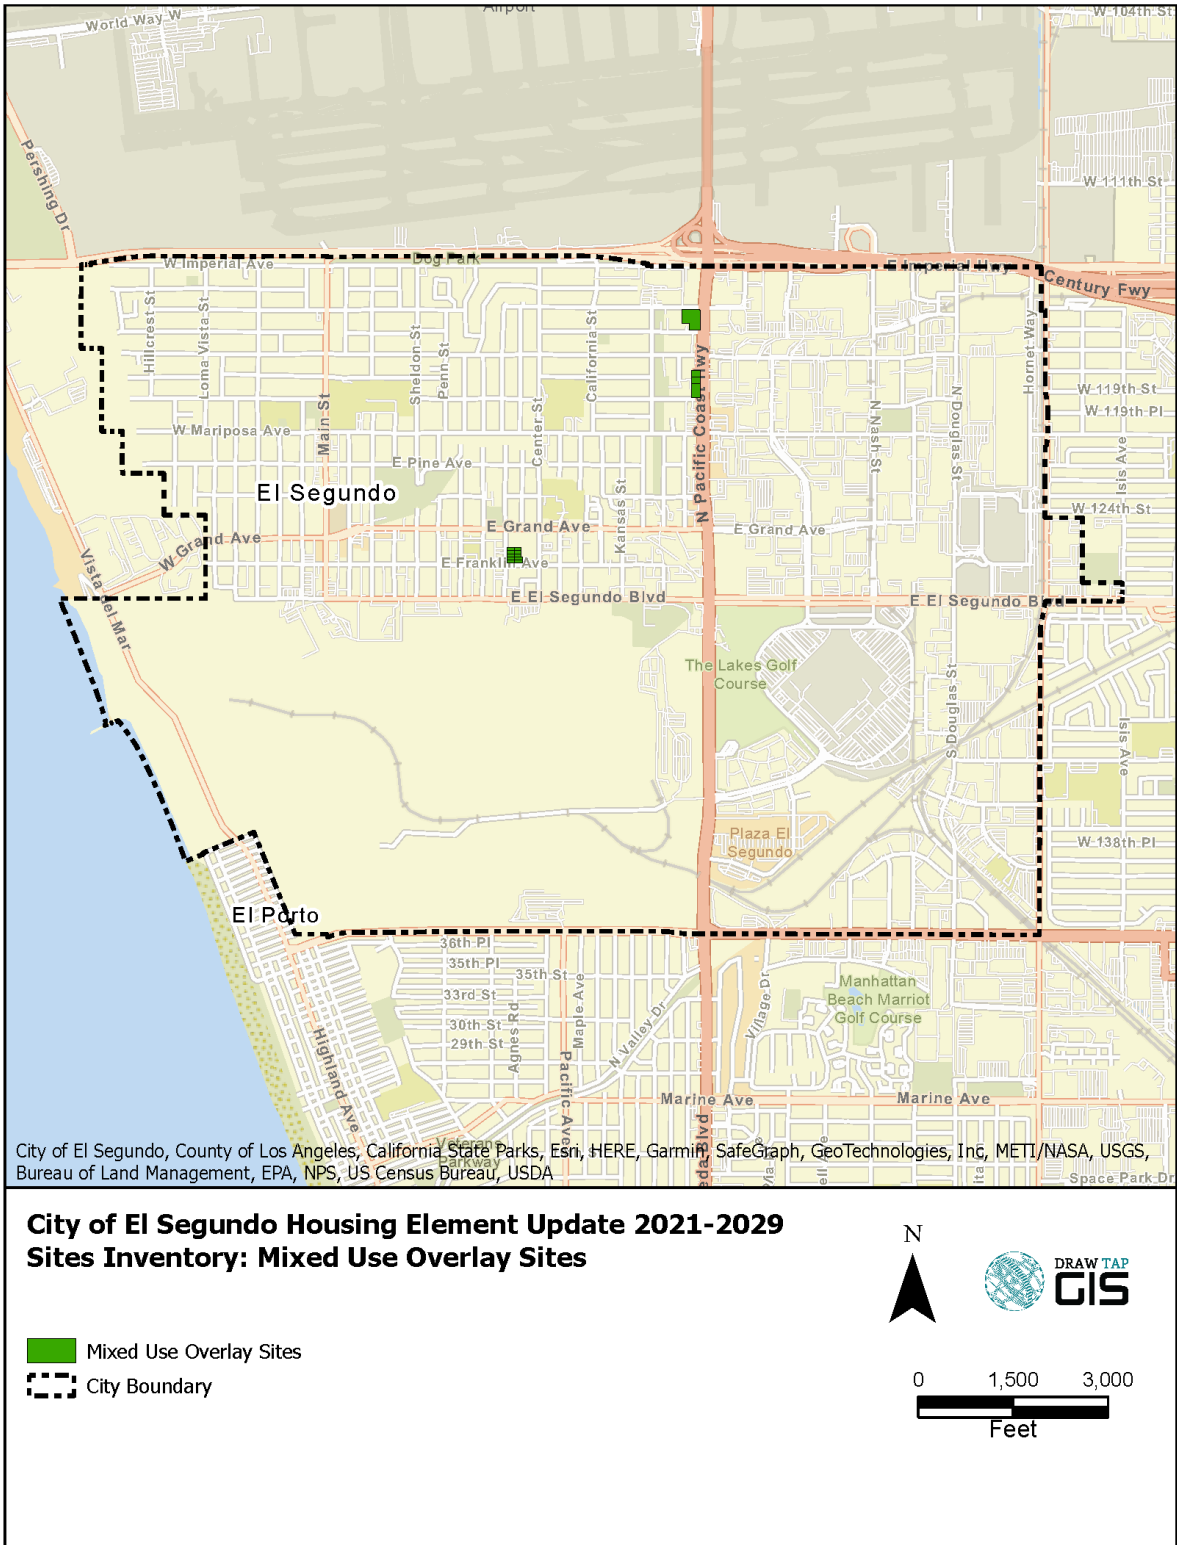 Airport
World Way W
W 104th St
Pershing Dr
W 111th St
W Imperial Ave
Dog Park
E Imperial Hwy
Century Fwy
Hillcrest St
Loma Vista St
Main St
Sheldon St
Penn St
Center St
California St
Kansas St
N Pacific Coast Hwy
N Nash St
N Douglas St
Hornet Way
W 119th St
W 119th Pl
Isis Ave
W 124th St
W Mariposa Ave
E Pine Ave
El Segundo
E Grand Ave
E Grand Ave
W Grand Ave
E Franklin Ave
E El Segundo Blvd
E El Segundo Blvd
Vista del Mar
The Lakes Golf
Course
S Douglas St
Isis Ave
Plaza El
Segundo
W 138th Pl
El Porto
36th Pl
35th Pl
35th St
33rd St
30th St
29th St
Agnes Rd
Maple Ave
Pacific Ave
N Valley Dr
Village Dr
Manhattan
Beach Marriot
Golf Course
Highland Ave
Marine Ave
Marine Ave
Veterans
Parkway
eda Blvd
Space Park Dr
City of El Segundo, County of Los Angeles, California State Parks, Esri, HERE, Garmin, SafeGraph, GeoTechnologies, Inc, METI/NASA, USGS,
Bureau of Land Management, EPA, NPS, US Census Bureau, USDA
City of El Segundo Housing Element Update 2021-2029
Sites Inventory: Mixed Use Overlay Sites
N
DRAW TAP
GIS
Mixed Use Overlay Sites
City Boundary
0 1,500 3,000
Feet